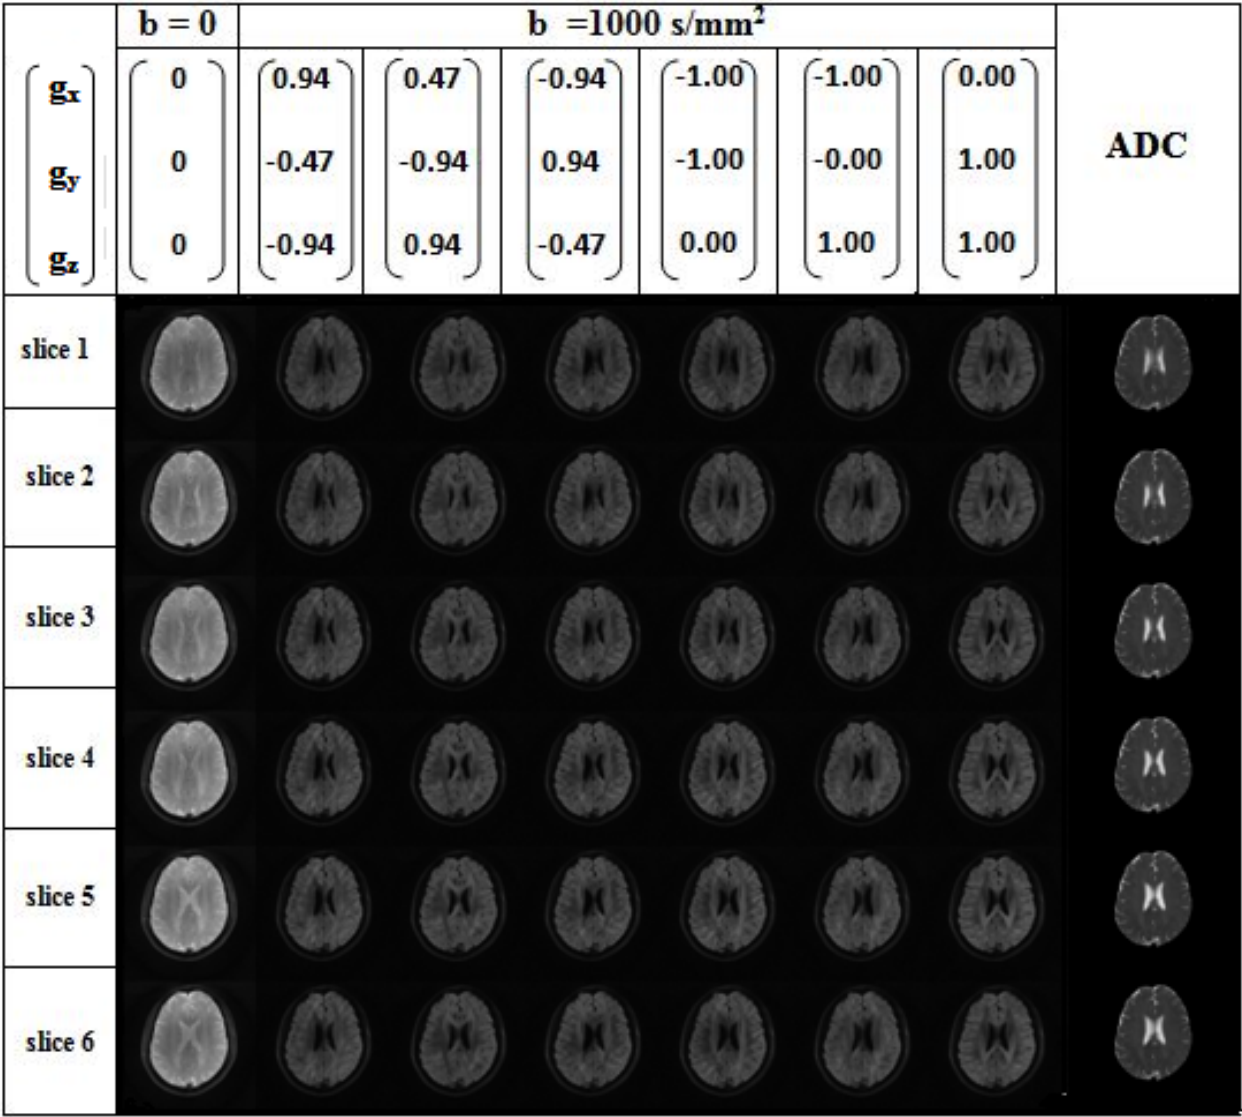 b = 0 b =1000 s/mm²
gx 0 0.94 0.47 -0.94 -1.00 -1.00 0.00
ADC
gy 0 -0.47 -0.94 0.94 -1.00 -0.00 1.00
gz 0 -0.94 0.94 -0.47 0.00 1.00 1.00
slice 1
slice 2
slice 3
slice 4
slice 5
slice 6